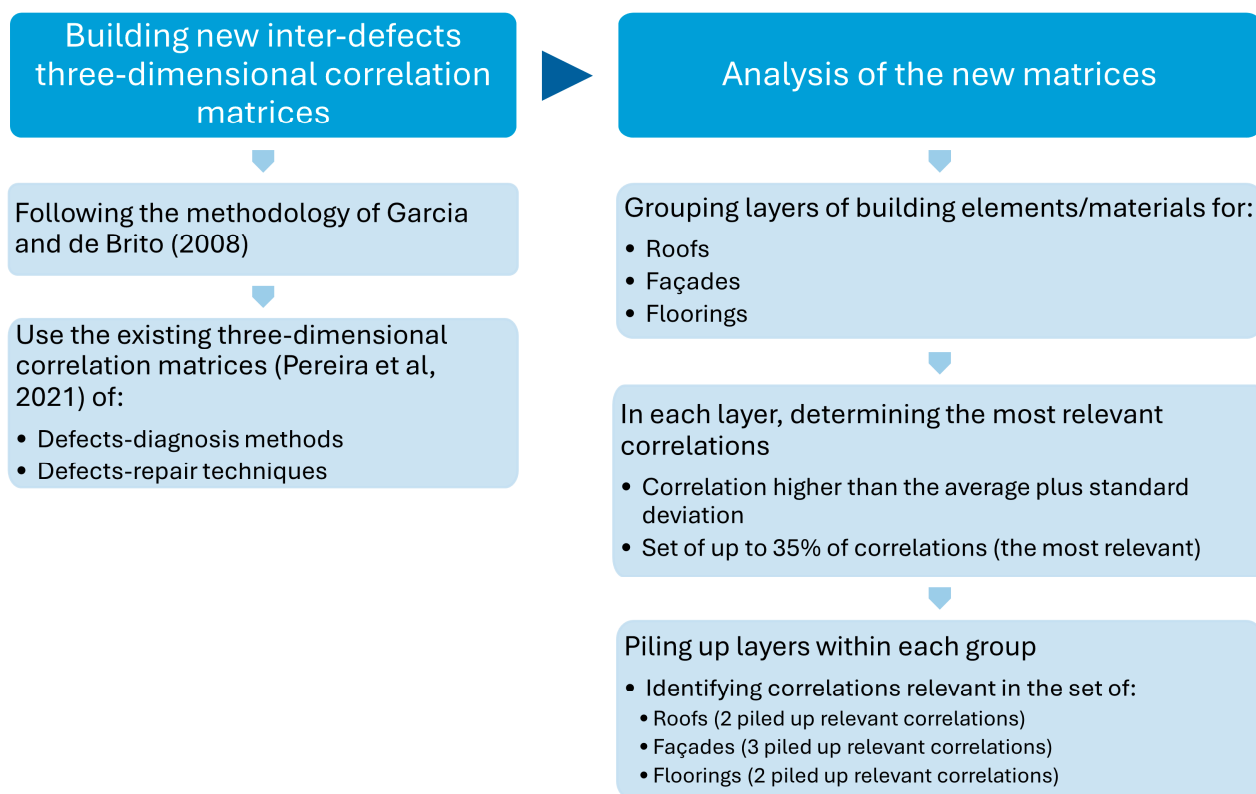 Building new inter-defects
three-dimensional correlation
matrices
Following the methodology of Garcia
and de Brito (2008)
Use the existing three-dimensional
correlation matrices (Pereira et al,
2021) of:
• Defects-diagnosis methods
• Defects-repair techniques
Analysis of the new matrices
Grouping layers of building elements/materials for:
• Roofs
• Façades
• Floorings
In each layer, determining the most relevant
correlations
• Correlation higher than the average plus standard
deviation
• Set of up to 35% of correlations (the most relevant)
Piling up layers within each group
• Identifying correlations relevant in the set of:
• Roofs (2 piled up relevant correlations)
• Façades (3 piled up relevant correlations)
• Floorings (2 piled up relevant correlations)